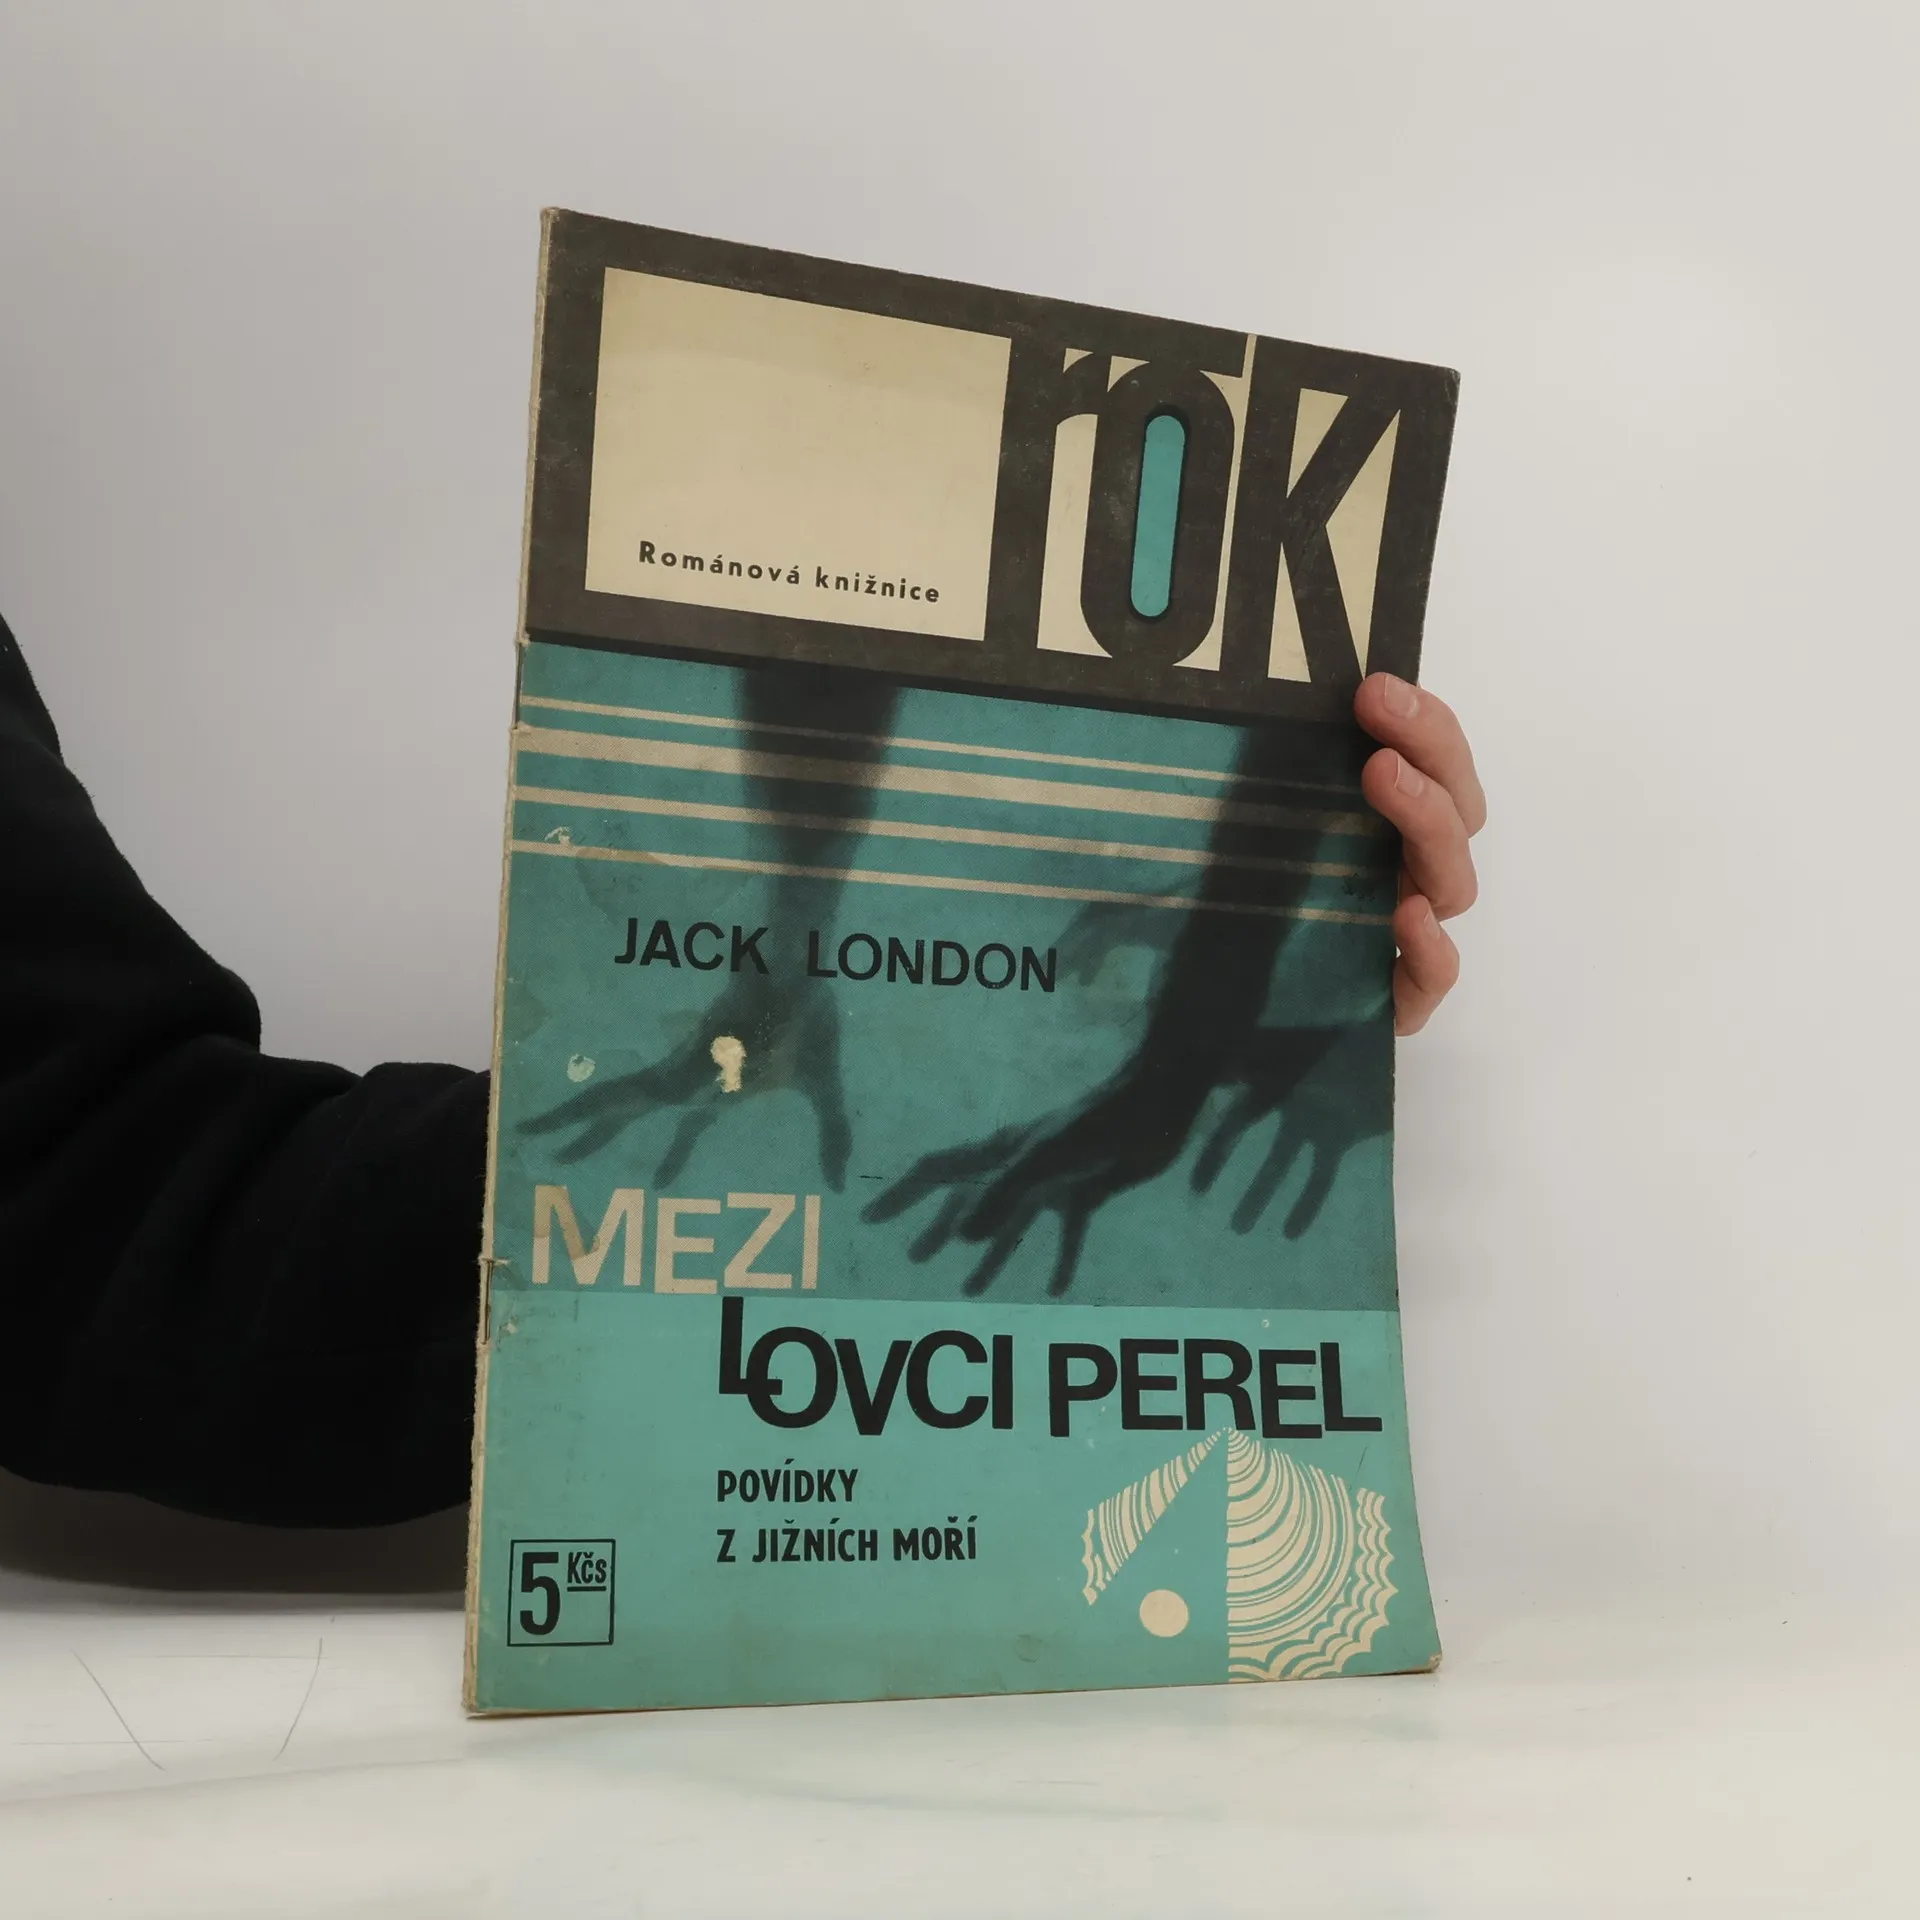 rok
Románová knižnice
JACK LONDON
MEZI
LOVCI PEREL
POVÍDKY
Z JIŽNÍCH MOŘÍ
5 Kčs